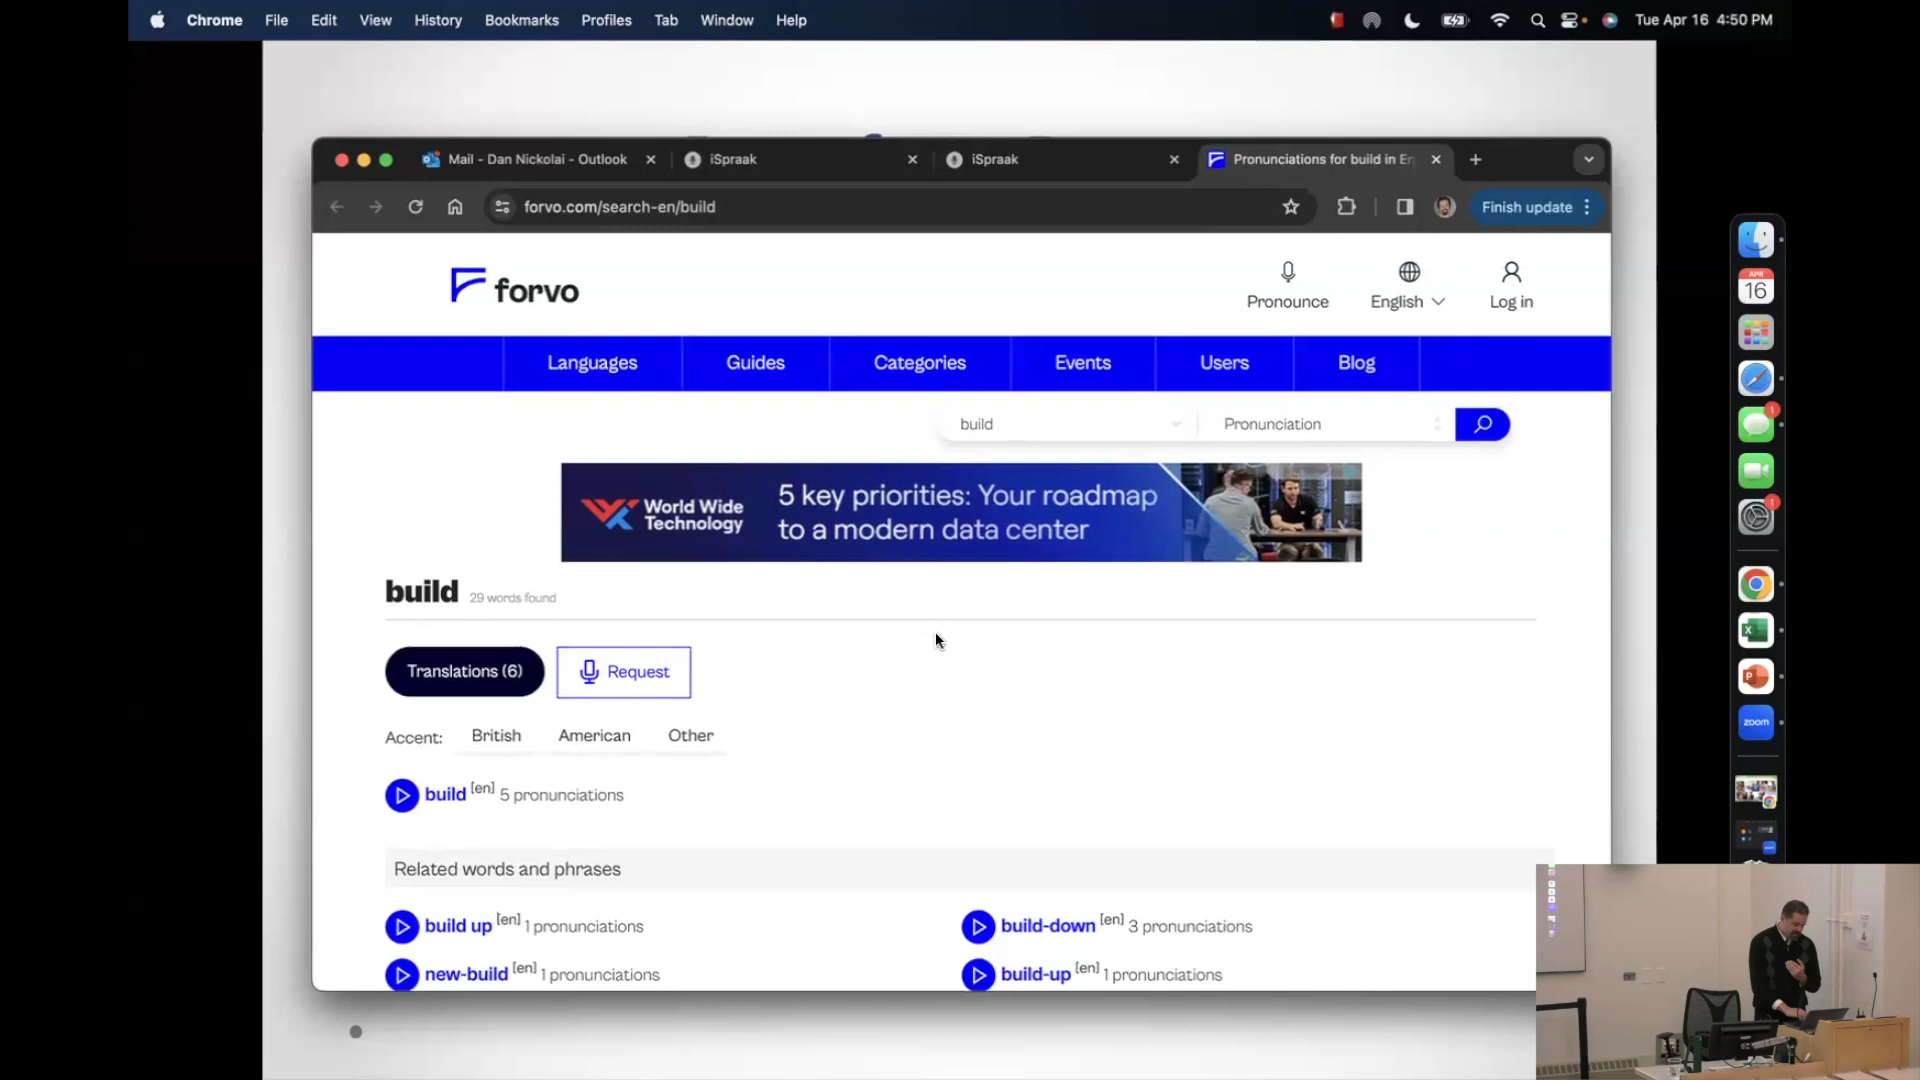 Chrome File Edit View History Bookmarks Profiles Tab Window Help Tue Apr 16 4:50 PM
Mail - Dan Nickolai - Outlook iSpraak iSpraak Pronunciations for build in En
forvo.com/search-en/build Finish update
forvo
Pronounce English Log in
Languages Guides Categories Events Users Blog
build Pronunciation
World Wide Technology
5 key priorities: Your roadmap
to a modern data center
build 29 words found
Translations (6) Request
Accent: British American Other
build [en] 5 pronunciations
Related words and phrases
build up [en] 1 pronunciations build-down [en] 3 pronunciations
new-build [en] 1 pronunciations build-up [en] 1 pronunciations
APR
16
1
1
zoom